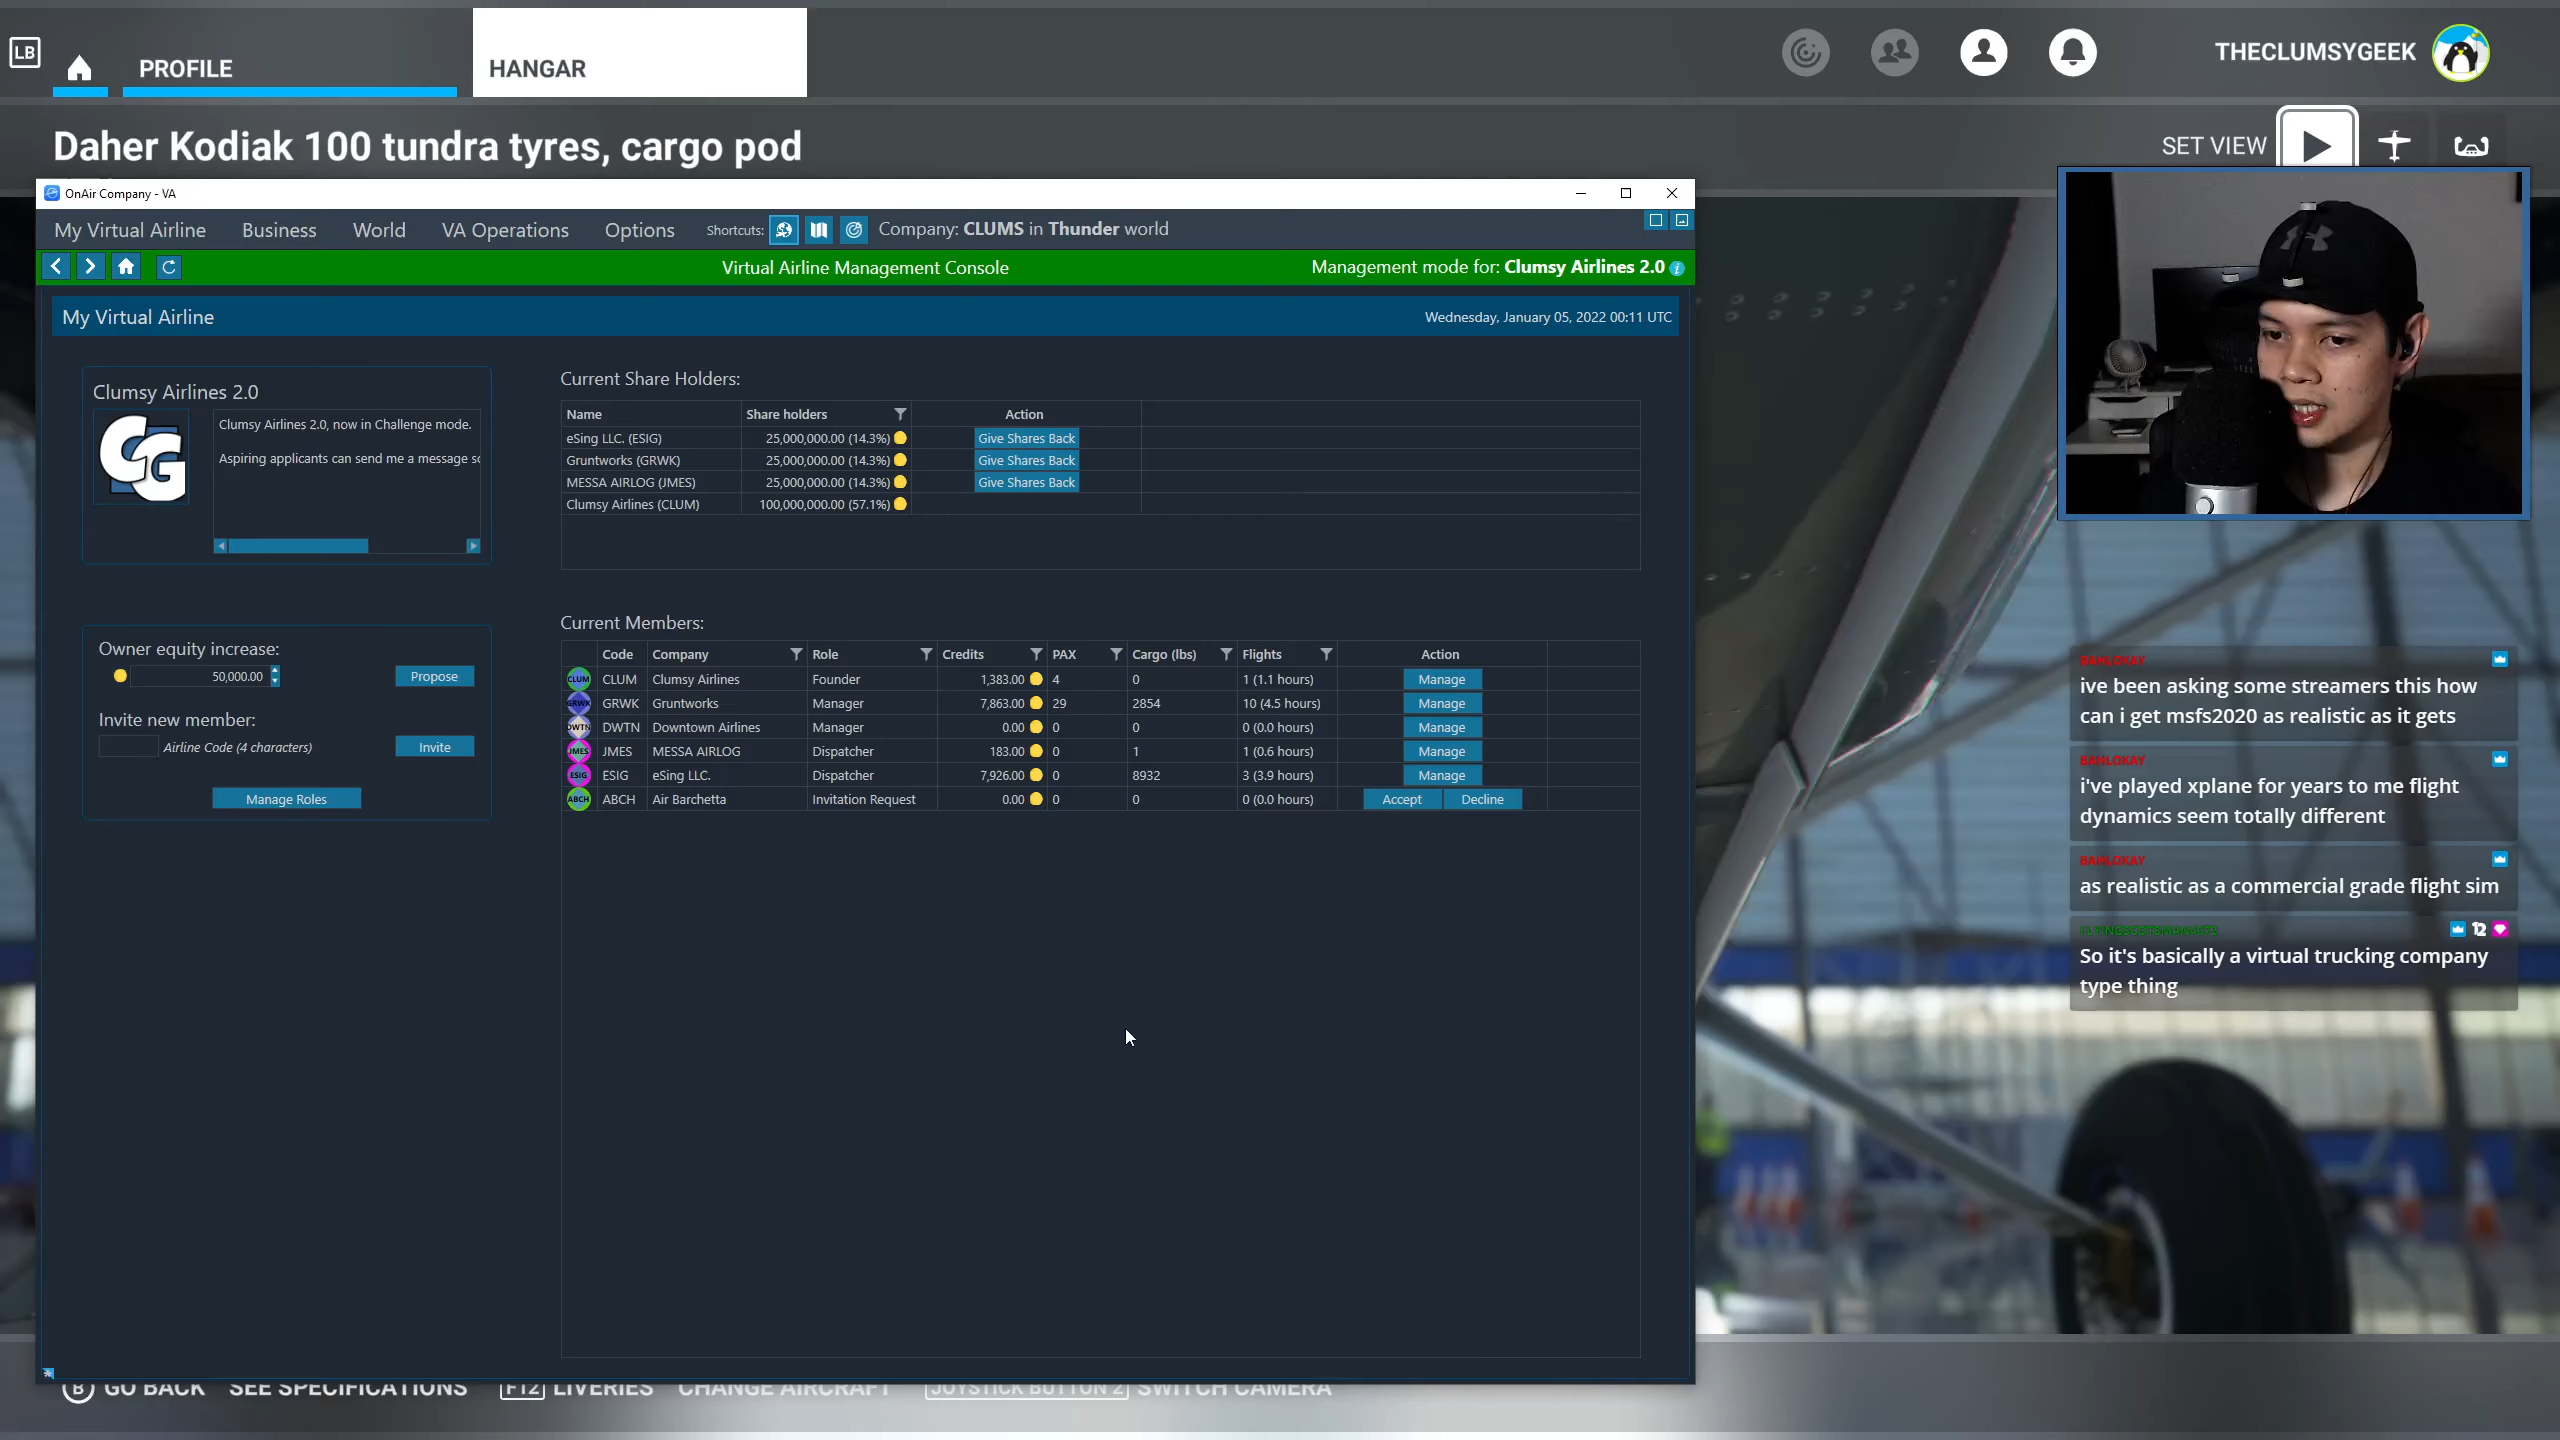 LB
PROFILE
HANGAR
THECLUMSYGEEK
Daher Kodiak 100 tundra tyres, cargo pod
SET VIEW
OnAir Company - VA
My Virtual Airline Business World VA Operations Options Shortcuts: Company: CLUMS in Thunder world
Virtual Airline Management Console
Management mode for: Clumsy Airlines 2.0
My Virtual Airline
Wednesday, January 05, 2022 00:11 UTC
Clumsy Airlines 2.0
CG
Clumsy Airlines 2.0, now in Challenge mode.
Aspiring applicants can send me a message so
Owner equity increase:
50,000.00 Propose
Invite new member:
Airline Code (4 characters) Invite
Manage Roles
Current Share Holders:
Name Share holders Action
eSing LLC. (ESIG) 25,000,000.00 (14.3%) Give Shares Back
Gruntworks (GRWK) 25,000,000.00 (14.3%) Give Shares Back
MESSA AIRLOG (JMES) 25,000,000.00 (14.3%) Give Shares Back
Clumsy Airlines (CLUM) 100,000,000.00 (57.1%)
Current Members:
Code Company Role Credits PAX Cargo (lbs) Flights Action
CLUM CLUM Clumsy Airlines Founder 1,383.00 4 0 1 (1.1 hours) Manage
GRWK GRWK Gruntworks Manager 7,863.00 29 2854 10 (4.5 hours) Manage
DWTN DWTN Downtown Airlines Manager 0.00 0 0 0 (0.0 hours) Manage
JMES JMES MESSA AIRLOG Dispatcher 183.00 0 1 1 (0.6 hours) Manage
ESIG ESIG eSing LLC. Dispatcher 7,926.00 0 8932 3 (3.9 hours) Manage
ABCH ABCH Air Barchetta Invitation Request 0.00 0 0 0 (0.0 hours) Accept Decline
ive been asking some streamers this how
can i get msfs2020 as realistic as it gets
i've played xplane for years to me flight
dynamics seem totally different
as realistic as a commercial grade flight sim
12
So it's basically a virtual trucking company
type thing
B GO BACK SEE SPECIFICATIONS F12 LIVERIES CHANGE AIRCRAFT JOYSTICK BUTTON 2 SWITCH CAMERA